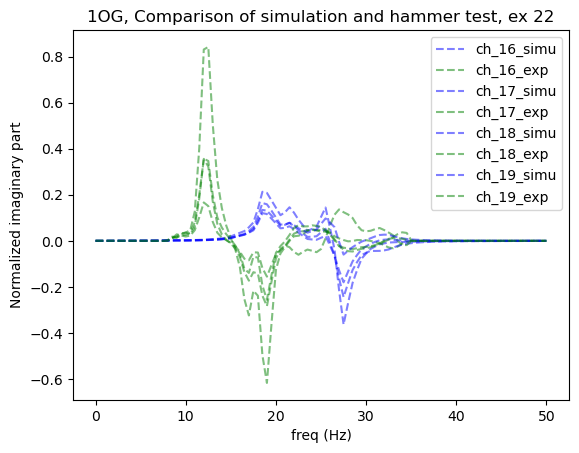 1OG, Comparison of simulation and hammer test, ex 22
ch_16_simu
ch_16_exp
ch_17_simu
ch_17_exp
ch_18_simu
ch_18_exp
ch_19_simu
ch_19_exp
Normalized imaginary part
0.8
0.6
0.4
0.2
0.0
−0.2
−0.4
−0.6
0 10 20 30 40 50
freq (Hz)